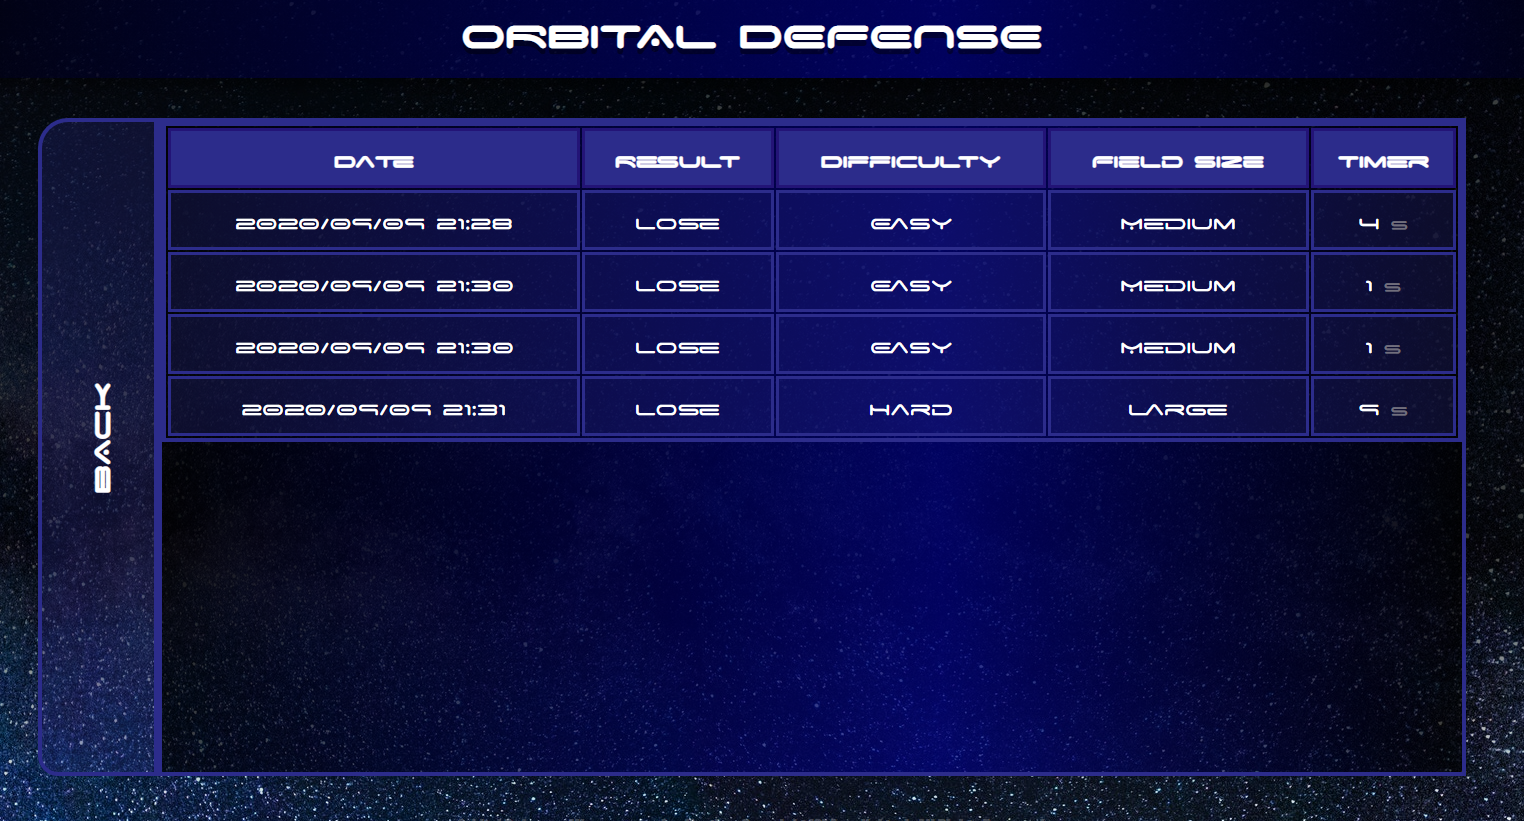 ORBITAL DEFENSE
DATE RESULT DIFFICULTY FIELD SIZE TIMER
2020/09/09 21:28 LOSE EASY MEDIUM 4 s
2020/09/09 21:30 LOSE EASY MEDIUM 1 s
2020/09/09 21:30 LOSE EASY MEDIUM 1 s
2020/09/09 21:31 LOSE HARD LARGE 9 s
BACK